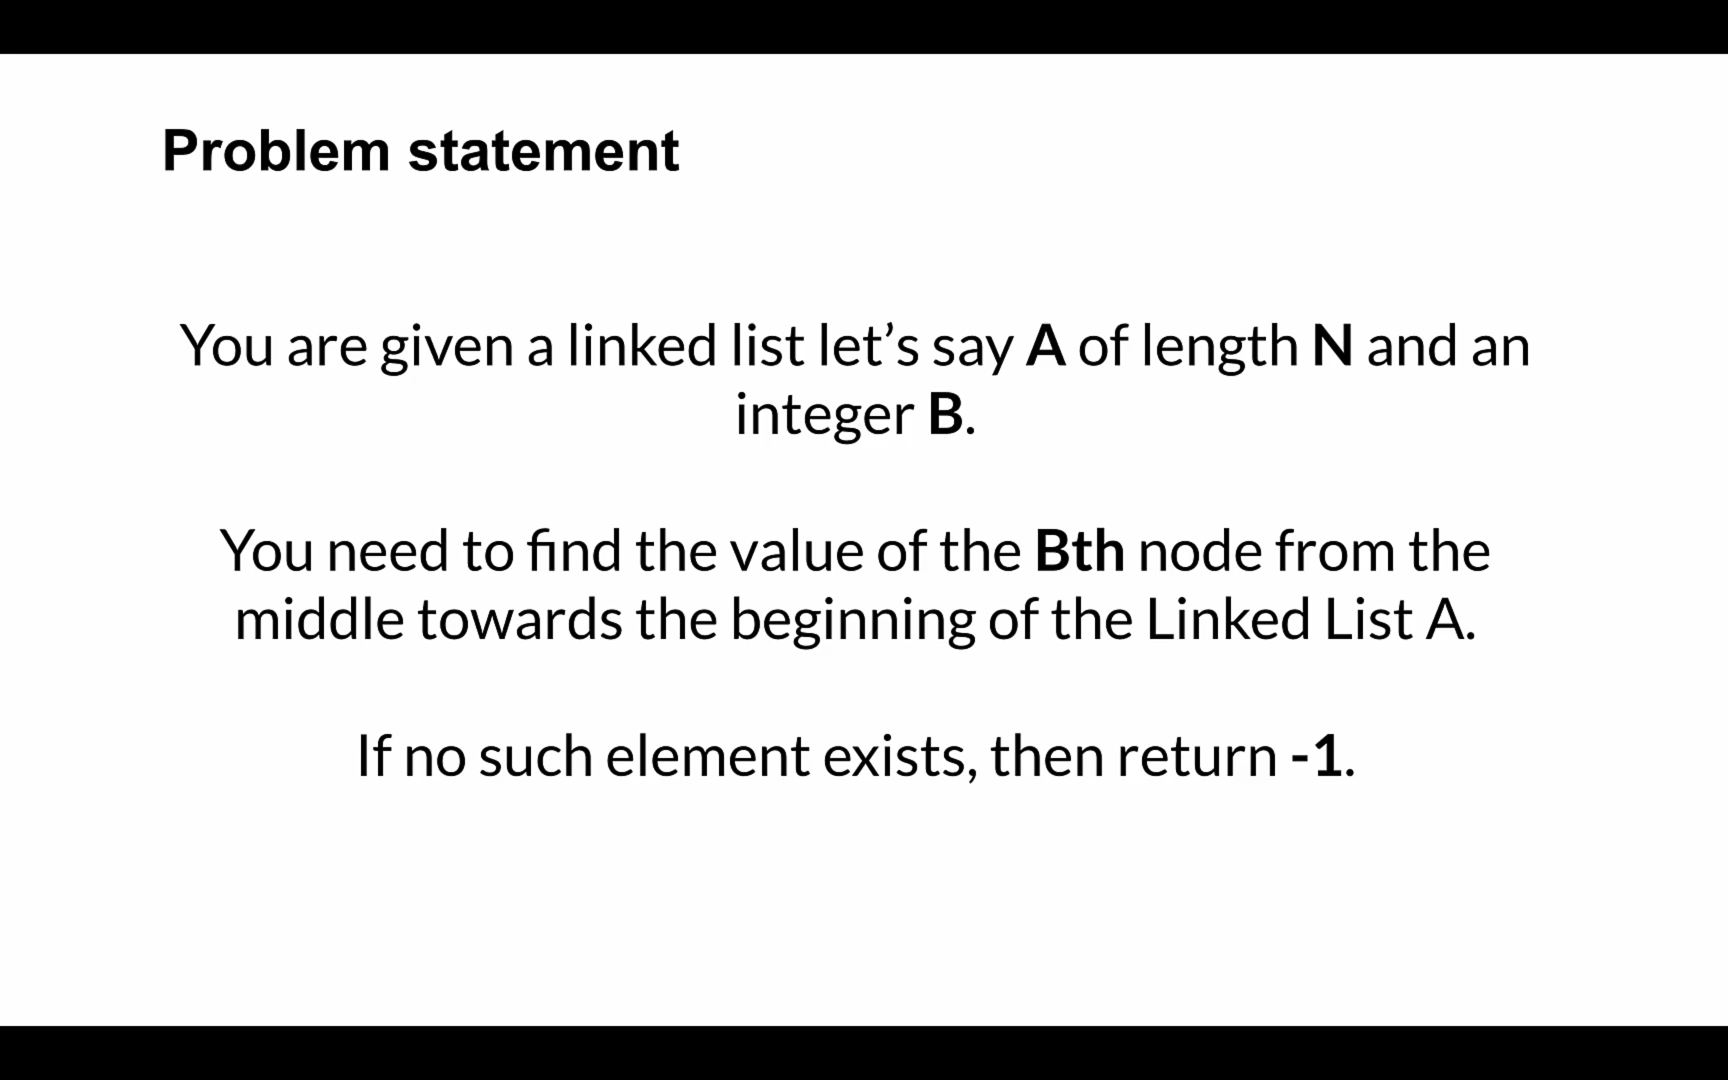 Problem statement
You are given a linked list let’s say A of length N and an
integer B.
You need to find the value of the Bth node from the
middle towards the beginning of the Linked List A.
If no such element exists, then return -1.